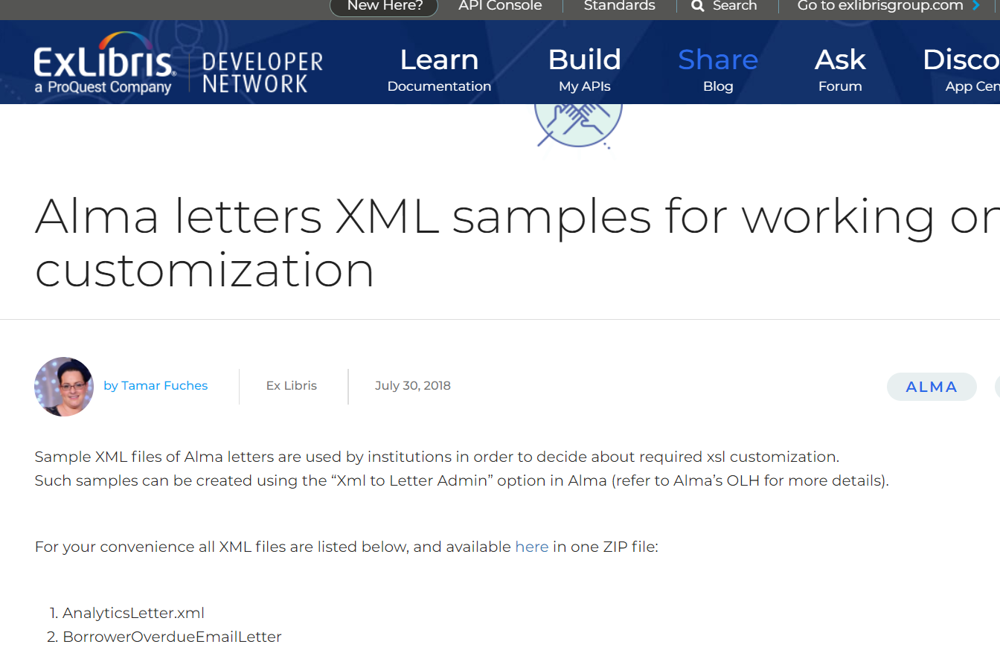 New Here? API Console Standards Search Go to exlibrisgroup.com
ExLibris® DEVELOPER NETWORK
a ProQuest Company
Learn Build Share Ask
Documentation My APIs Blog Forum App
Alma letters XML samples for working
customization
by Tamar Fuches Ex Libris July 30, 2018 ALMA
Sample XML files of Alma letters are used by institutions in order to decide about required xsl customization.
Such samples can be created using the “Xml to Letter Admin” option in Alma (refer to Alma’s OLH for more details).
For your convenience all XML files are listed below, and available here in one ZIP file:
1. AnalyticsLetter.xml
2. BorrowerOverdueEmailLetter